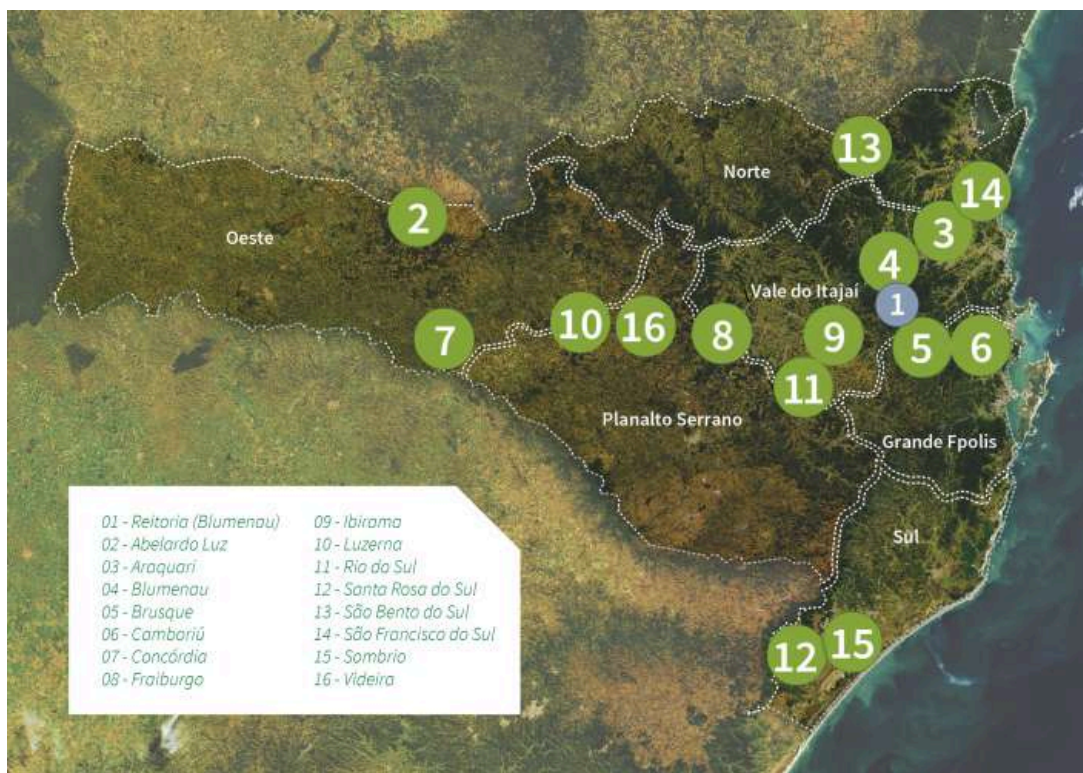 13
Norte
14
2
Oeste
3
4
Vale do Itajaí
1
7
10
16
8
9
5
6
11
Planalto Serrano
Grande Fpolis
Sul
12
15
01 - Reitoria (Blumenau)
02 - Abelardo Luz
03 - Araquari
04 - Blumenau
05 - Brusque
06 - Camboriú
07 - Concórdia
08 - Fraiburgo
09 - Ibirama
10 - Luzerna
11 - Rio do Sul
12 - Santa Rosa do Sul
13 - São Bento do Sul
14 - São Francisco do Sul
15 - Sombrio
16 - Videira